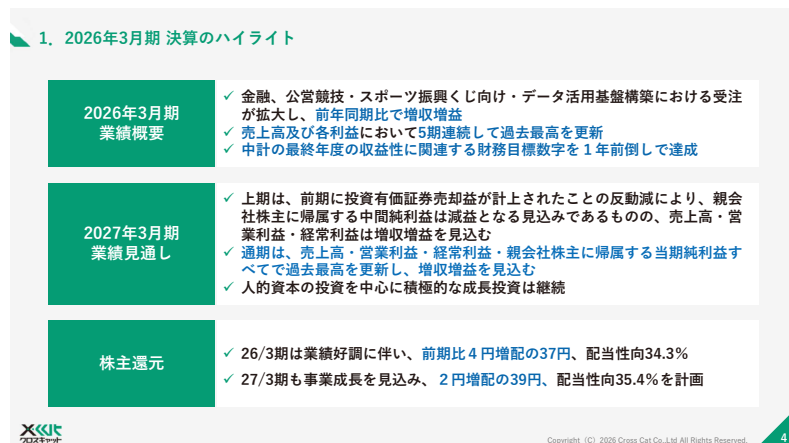 1．2026年3月期 決算のハイライト
2026年3月期
業績概要
✓ 金融、公営競技・スポーツ振興くじ向け・データ活用基盤構築における受注
が拡大し、前年同期比で増収増益
✓ 売上高及び各利益において5期連続して過去最高を更新
✓ 中計の最終年度の収益性に関連する財務目標数字を１年前倒しで達成
2027年3月期
業績見通し
✓ 上期は、前期に投資有価証券売却益が計上されたことの反動減により、親会
社株主に帰属する中間純利益は減益となる見込みであるものの、売上高・営
業利益・経常利益は増収増益を見込む
✓ 通期は、売上高・営業利益・経常利益・親会社株主に帰属する当期純利益す
べてで過去最高を更新し、増収増益を見込む
✓ 人的資本の投資を中心に積極的な成長投資は継続
株主還元
✓ 26/3期は業績好調に伴い、前期比４円増配の37円、配当性向34.3%
✓ 27/3期も事業成長を見込み、２円増配の39円、配当性向35.4%を計画
クロスキャット
Copyright（C）2026 Cross Cat Co.,Ltd All Rights Reserved.
4